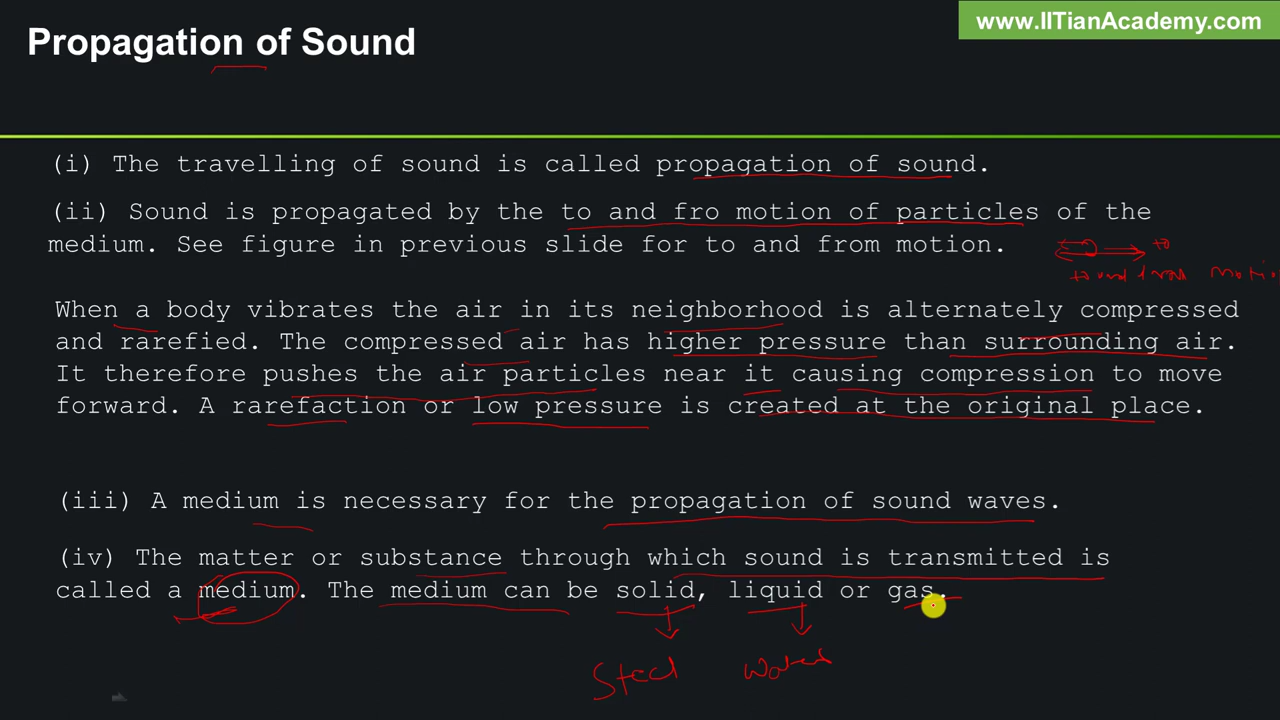 www.IITianAcademy.com
Propagation of Sound
(i) The travelling of sound is called propagation of sound.
(ii) Sound is propagated by the to and fro motion of particles of the
medium. See figure in previous slide for to and from motion.
to
to and from motion
When a body vibrates the air in its neighborhood is alternately compressed
and rarefied. The compressed air has higher pressure than surrounding air.
It therefore pushes the air particles near it causing compression to move
forward. A rarefaction or low pressure is created at the original place.
(iii) A medium is necessary for the propagation of sound waves.
(iv) The matter or substance through which sound is transmitted is
called a medium. The medium can be solid, liquid or gas.
Steel Water